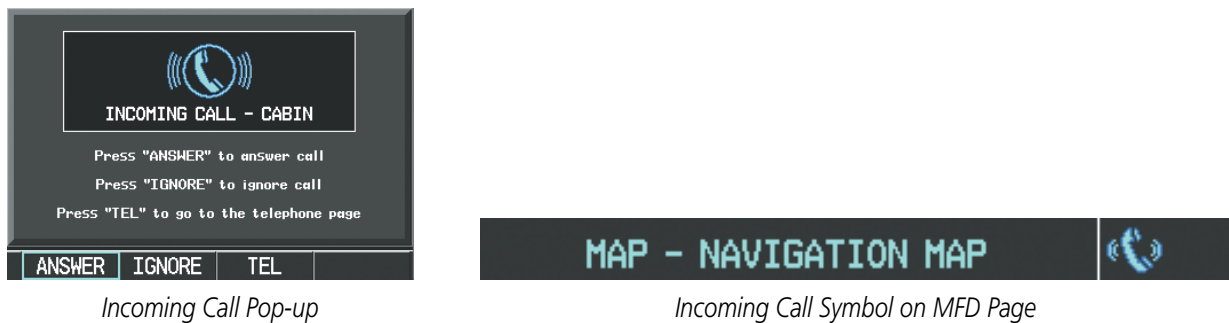 INCOMING CALL - CABIN
Press "ANSWER" to answer call
Press "IGNORE" to ignore call
Press "TEL" to go to the telephone page
ANSWER IGNORE TEL
Incoming Call Pop-up
MAP - NAVIGATION MAP
Incoming Call Symbol on MFD Page